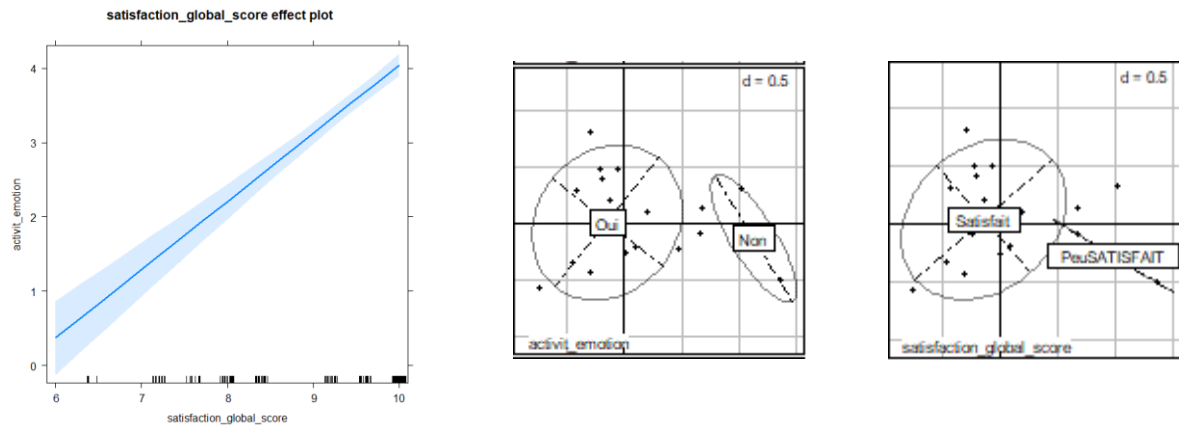 satisfaction_global_score effect plot
activit_emotion
4
3
2
1
0
6
7
8
9
10
satisfaction_global_score
d = 0.5
Oui
Non
activit_emotion
d = 0.5
Satisfait
PeuSATISFAIT
satisfaction_global_score